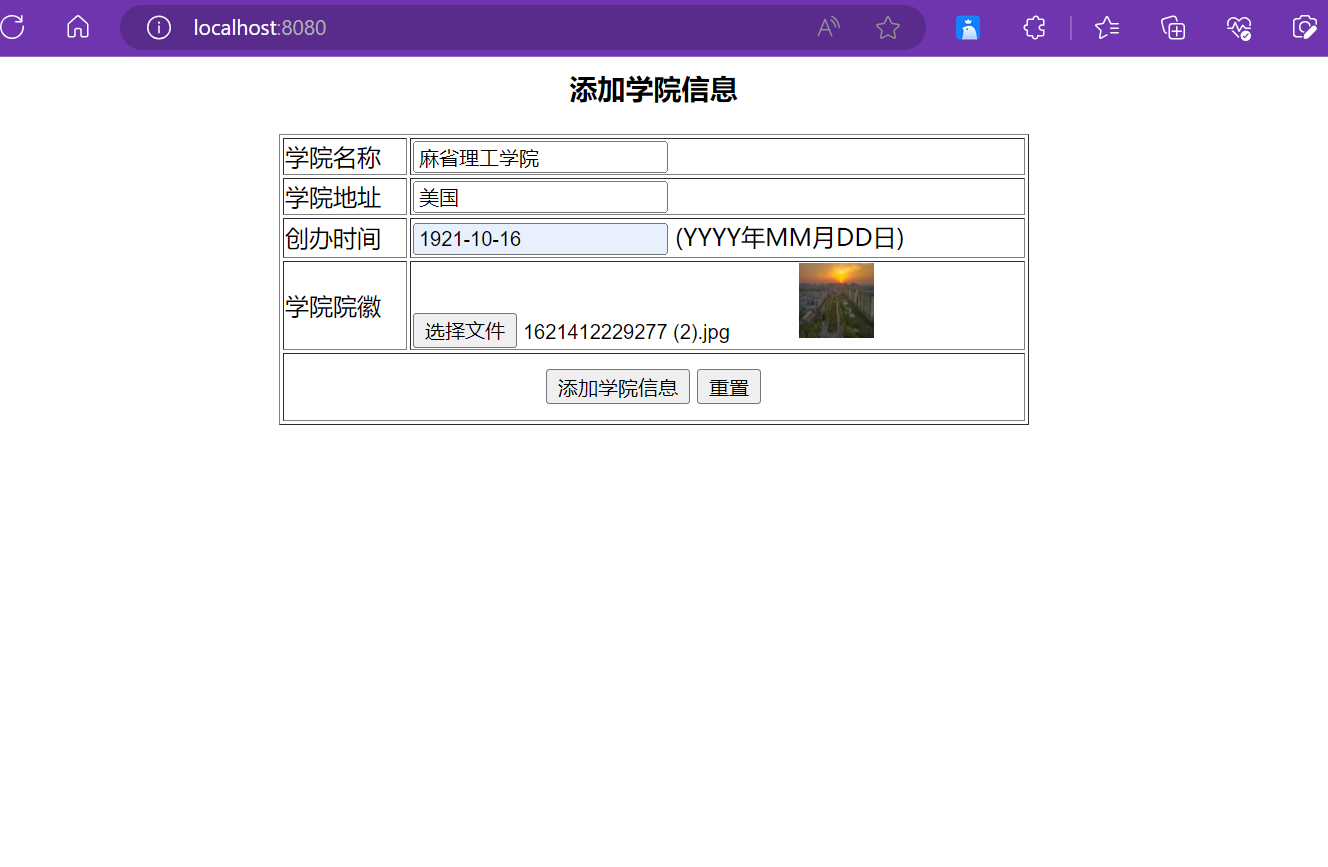 localhost:8080
添加学院信息
学院名称 麻省理工学院
学院地址 美国
创办时间 1921-10-16 (YYYY年MM月DD日)
学院院徽 选择文件 1621412229277 (2).jpg
添加学院信息 重置